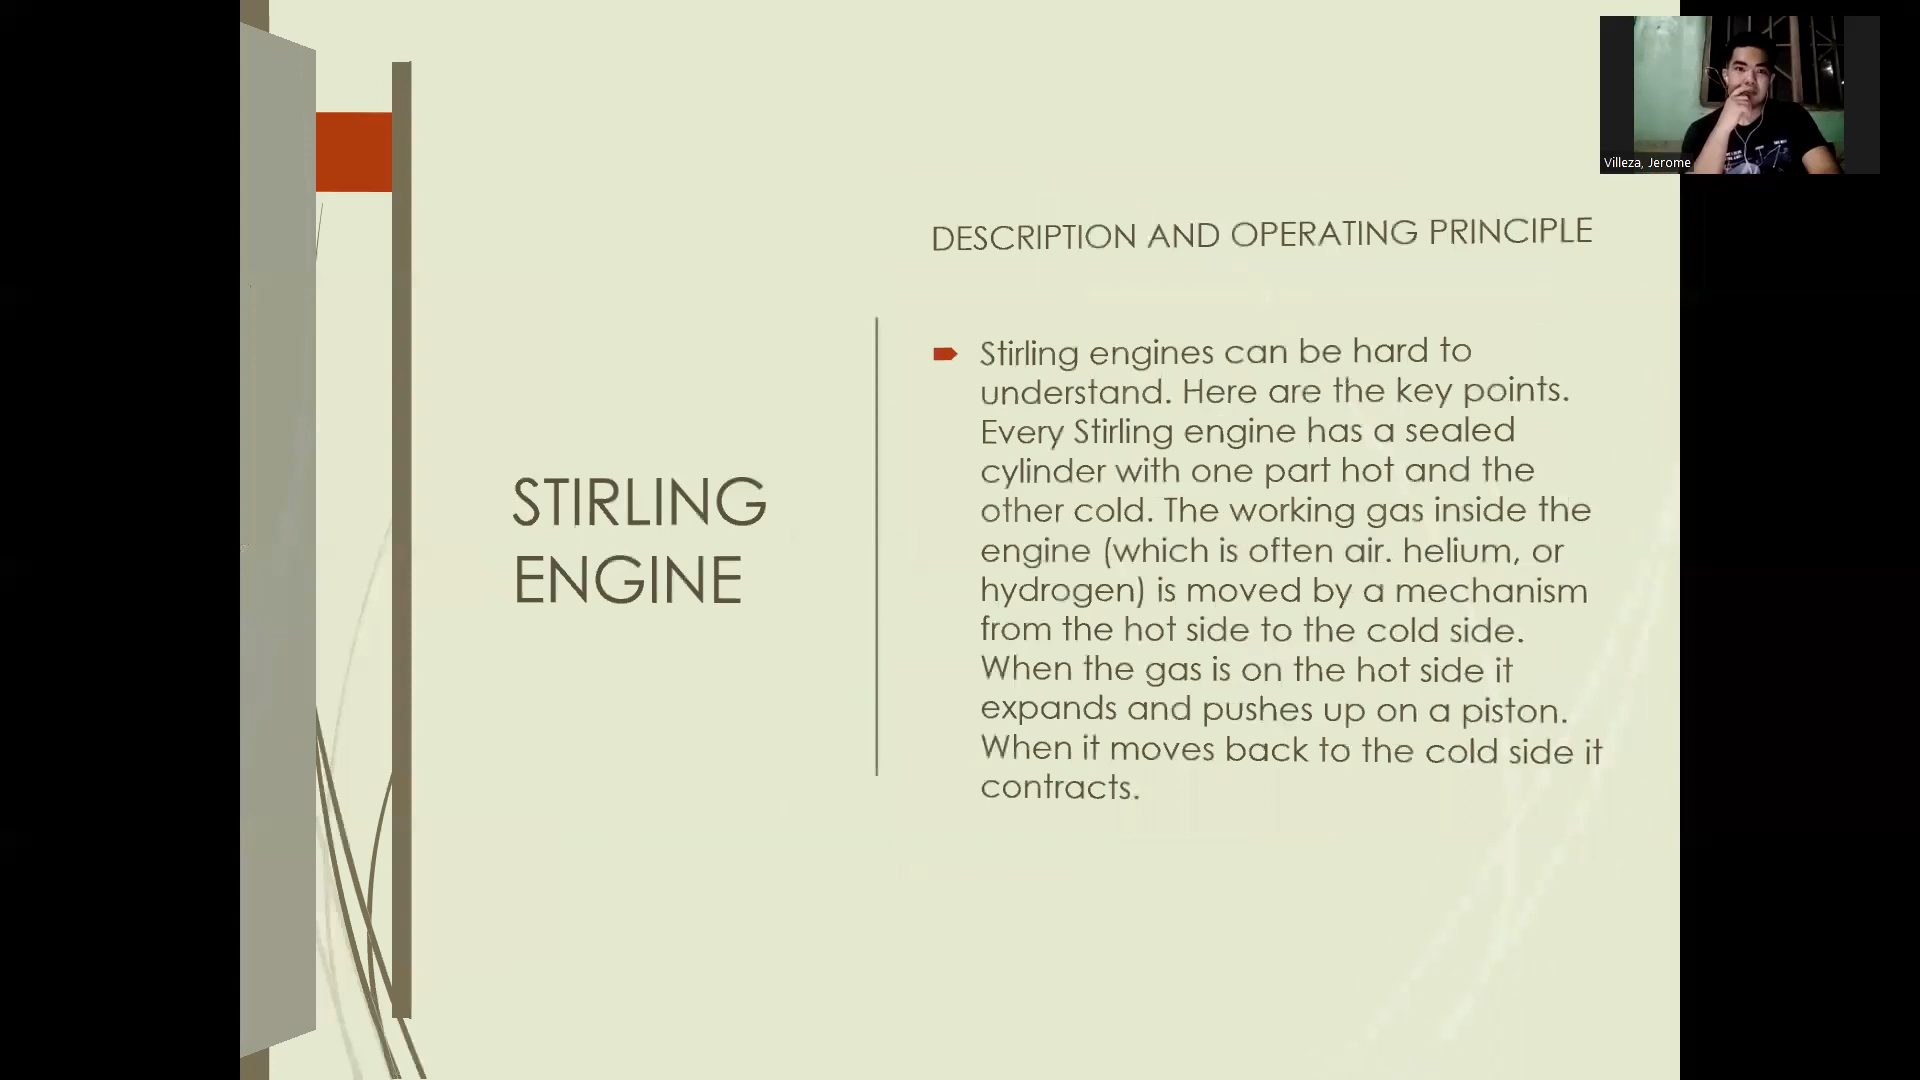 Villeza, Jerome
DESCRIPTION AND OPERATING PRINCIPLE
STIRLING
ENGINE
Stirling engines can be hard to
understand. Here are the key points.
Every Stirling engine has a sealed
cylinder with one part hot and the
other cold. The working gas inside the
engine (which is often air. helium, or
hydrogen) is moved by a mechanism
from the hot side to the cold side.
When the gas is on the hot side it
expands and pushes up on a piston.
When it moves back to the cold side it
contracts.